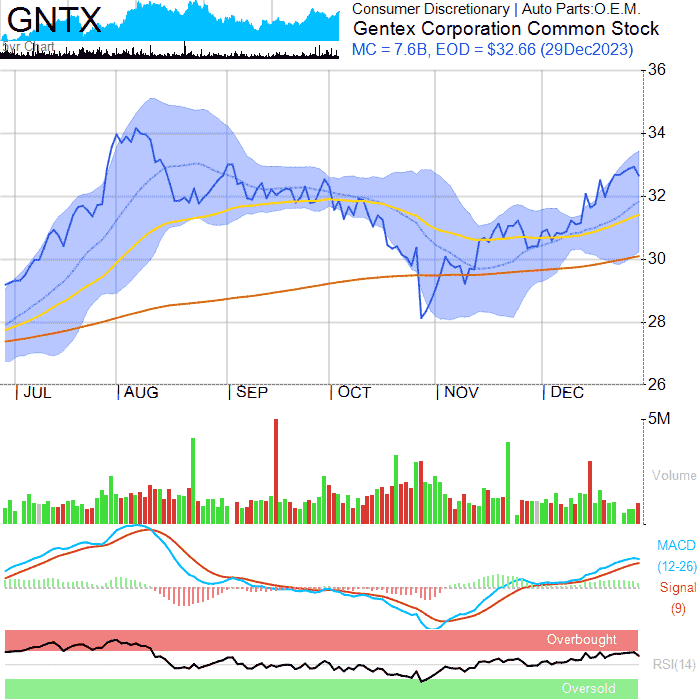 GNTX
5yr Chart
Consumer Discretionary | Auto Parts:O.E.M.
Gentex Corporation Common Stock
MC = 7.6B, EOD = $32.66 (29Dec2023)
36
34
32
30
28
26
JUL AUG SEP OCT NOV DEC
5M
Volume
MACD
(12-26)
Signal
(9)
Overbought
RSI(14)
Oversold